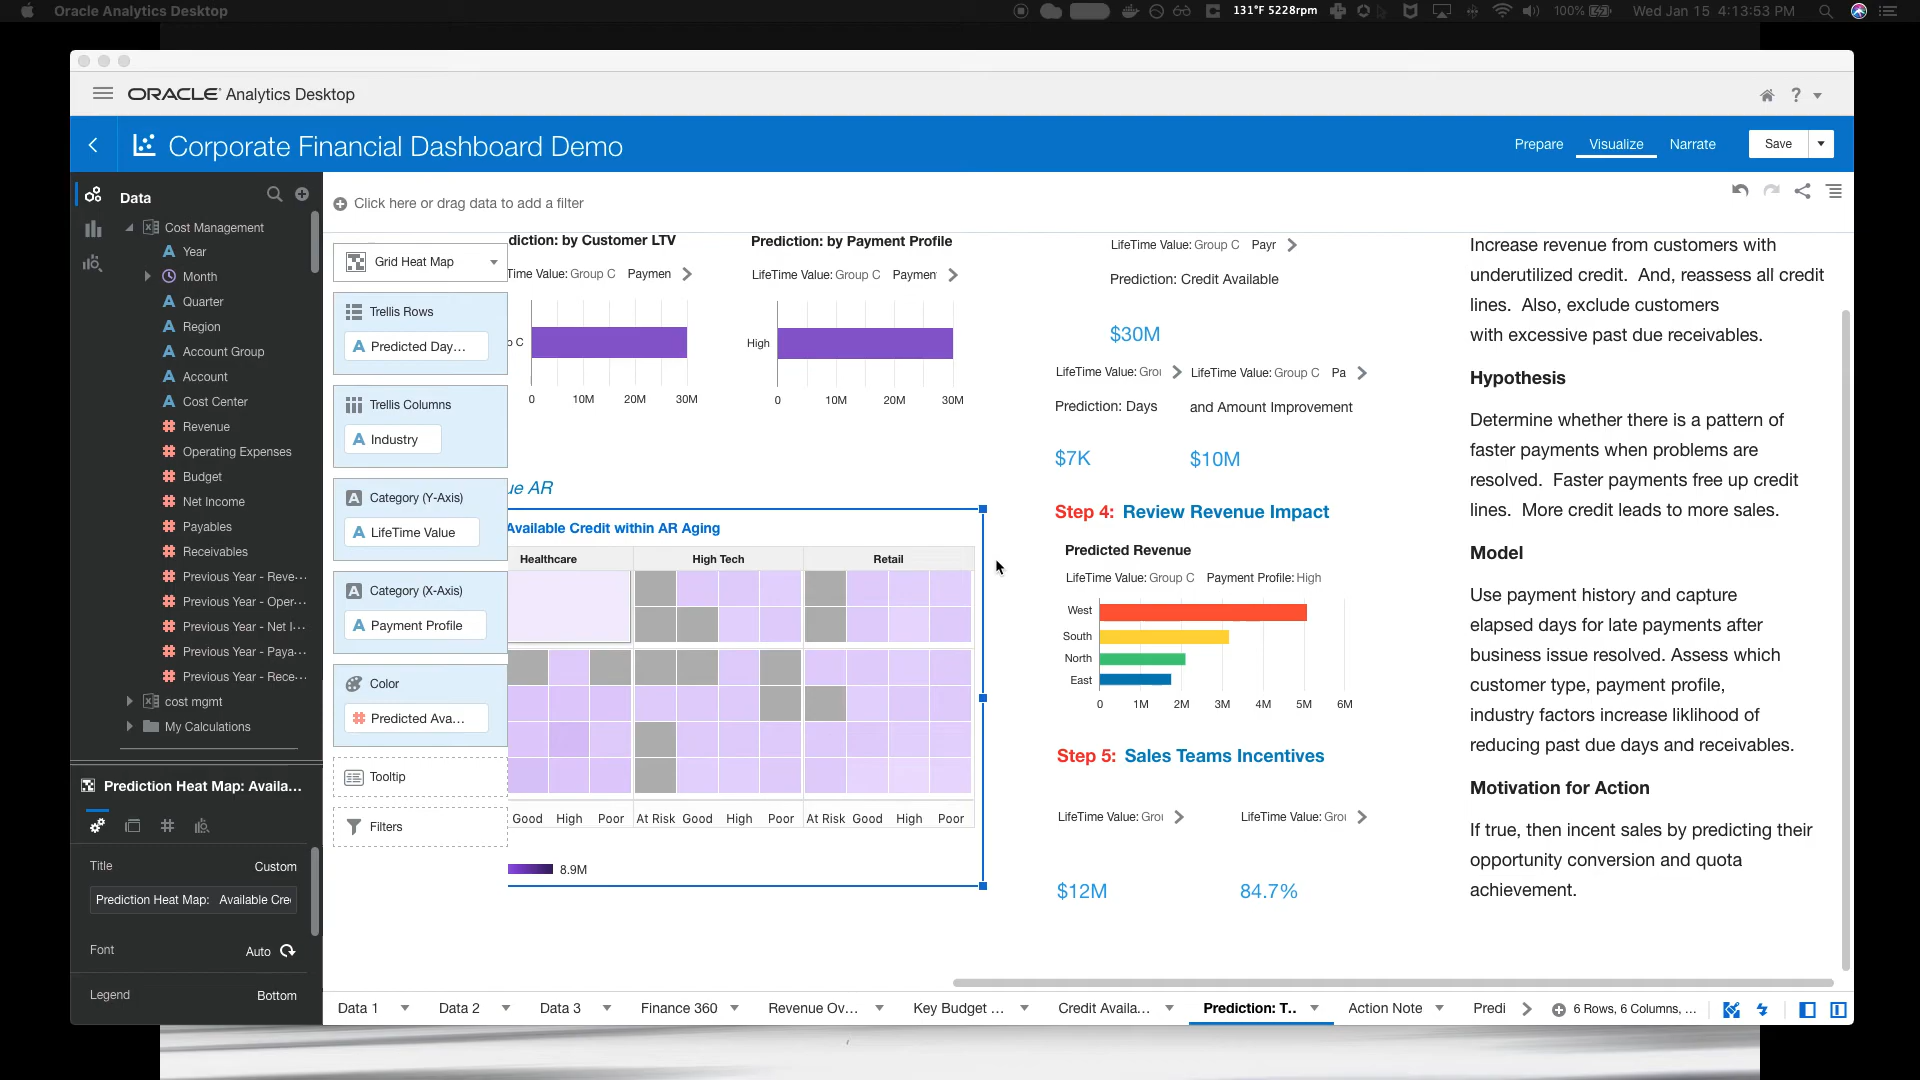 Oracle Analytics Desktop
131°F 5228rpm
100%
Wed Jan 15 4:13:53 PM
ORACLE Analytics Desktop
?
Corporate Financial Dashboard Demo
Prepare
Visualize
Narrate
Save
Data
Click here or drag data to add a filter
Cost Management
Year
Month
Quarter
Region
Account Group
Account
Cost Center
Revenue
Operating Expenses
Budget
Net Income
Payables
Receivables
Previous Year - Reve···
Previous Year - Oper···
Previous Year - Net I···
Previous Year - Paya···
Previous Year - Rece···
cost mgmt
My Calculations
Prediction Heat Map: Availa...
Title
Custom
Prediction Heat Map: Available Cre
Font
Auto
Legend
Bottom
Grid Heat Map
Trellis Rows
A Predicted Day...
Trellis Columns
A Industry
A Category (Y-Axis)
A LifeTime Value
A Category (X-Axis)
A Payment Profile
Color
# Predicted Ava...
Tooltip
Filters
diction: by Customer LTV
Time Value: Group C Paymen
C
0 10M 20M 30M
Prediction: by Payment Profile
LifeTime Value: Group C Paymen
High
0 10M 20M 30M
ue AR
Available Credit within AR Aging
Healthcare High Tech Retail
Good High Poor At Risk Good High Poor At Risk Good High Poor
8.9M
LifeTime Value: Group C Payr
Prediction: Credit Available
$30M
LifeTime Value: Grou
LifeTime Value: Group C Pa
Prediction: Days
and Amount Improvement
$7K
$10M
Step 4: Review Revenue Impact
Predicted Revenue
LifeTime Value: Group C Payment Profile: High
West
South
North
East
0 1M 2M 3M 4M 5M 6M
Step 5: Sales Teams Incentives
LifeTime Value: Grou
LifeTime Value: Grou
$12M
84.7%
Increase revenue from customers with
underutilized credit. And, reassess all credit
lines. Also, exclude customers
with excessive past due receivables.
Hypothesis
Determine whether there is a pattern of
faster payments when problems are
resolved. Faster payments free up credit
lines. More credit leads to more sales.
Model
Use payment history and capture
elapsed days for late payments after
business issue resolved. Assess which
customer type, payment profile,
industry factors increase liklihood of
reducing past due days and receivables.
Motivation for Action
If true, then incent sales by predicting their
opportunity conversion and quota
achievement.
Data 1
Data 2
Data 3
Finance 360
Revenue Ov...
Key Budget ...
Credit Availa...
Prediction: T..
Action Note
Predi
6 Rows, 6 Columns, ...